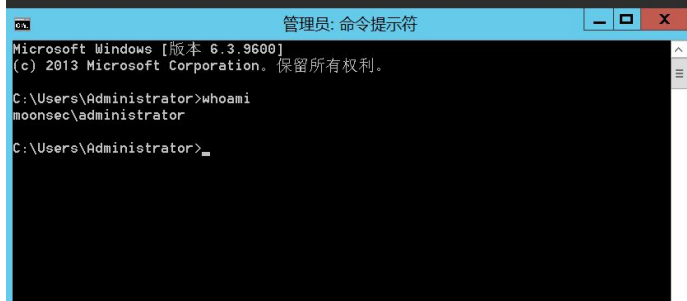 管理员: 命令提示符
Microsoft Windows [版本 6.3.9600]
(c) 2013 Microsoft Corporation。保留所有权利。
C:\Users\Administrator>whoami
moonsec\administrator
C:\Users\Administrator>_